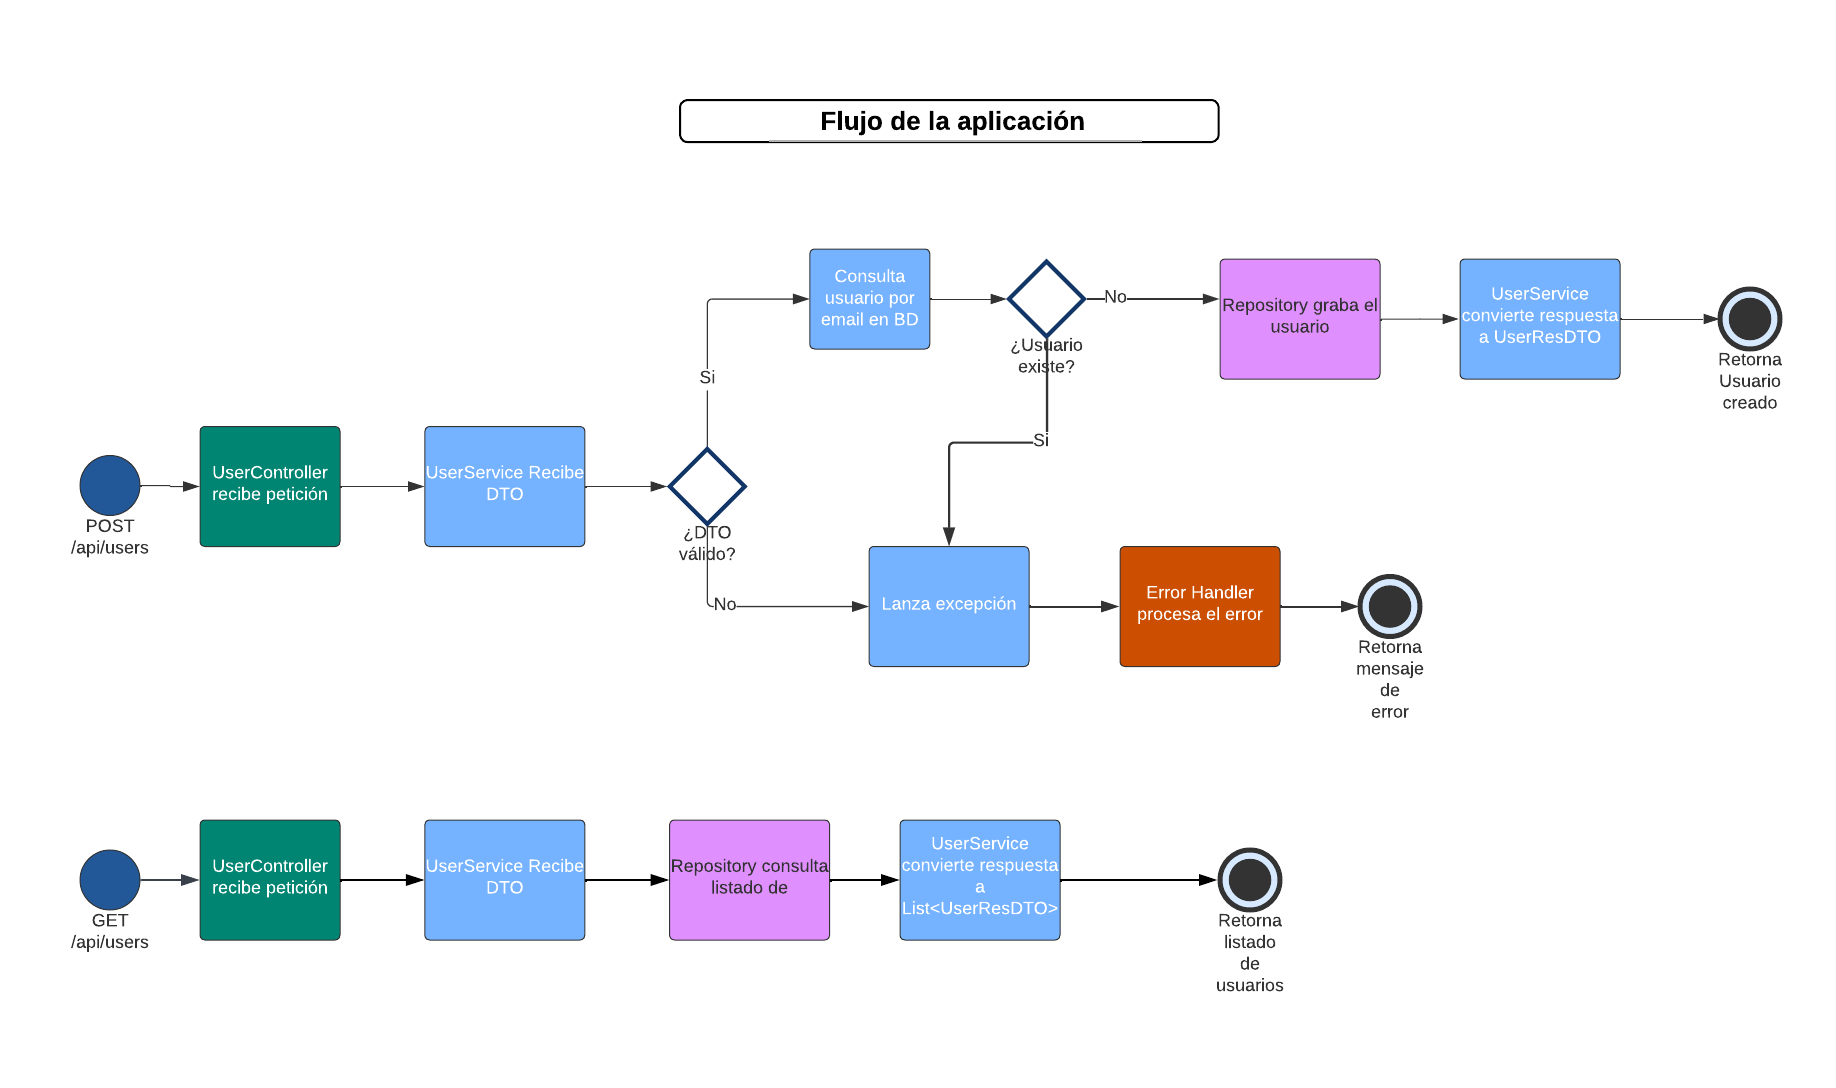 Flujo de la aplicación
Consulta
usuario por
email en BD
¿Usuario
existe?
No
Repository graba el
usuario
UserService
convierte respuesta
a UserResDTO
Retorna
Usuario
creado
Si
Si
POST
/api/users
UserController
recibe petición
UserService Recibe
DTO
¿DTO
válido?
No
Lanza excepción
Error Handler
procesa el error
Retorna
mensaje
de
error
GET
/api/users
UserController
recibe petición
UserService Recibe
DTO
Repository consulta
listado de
UserService
convierte respuesta
a
List<UserResDTO>
Retorna
listado
de
usuarios